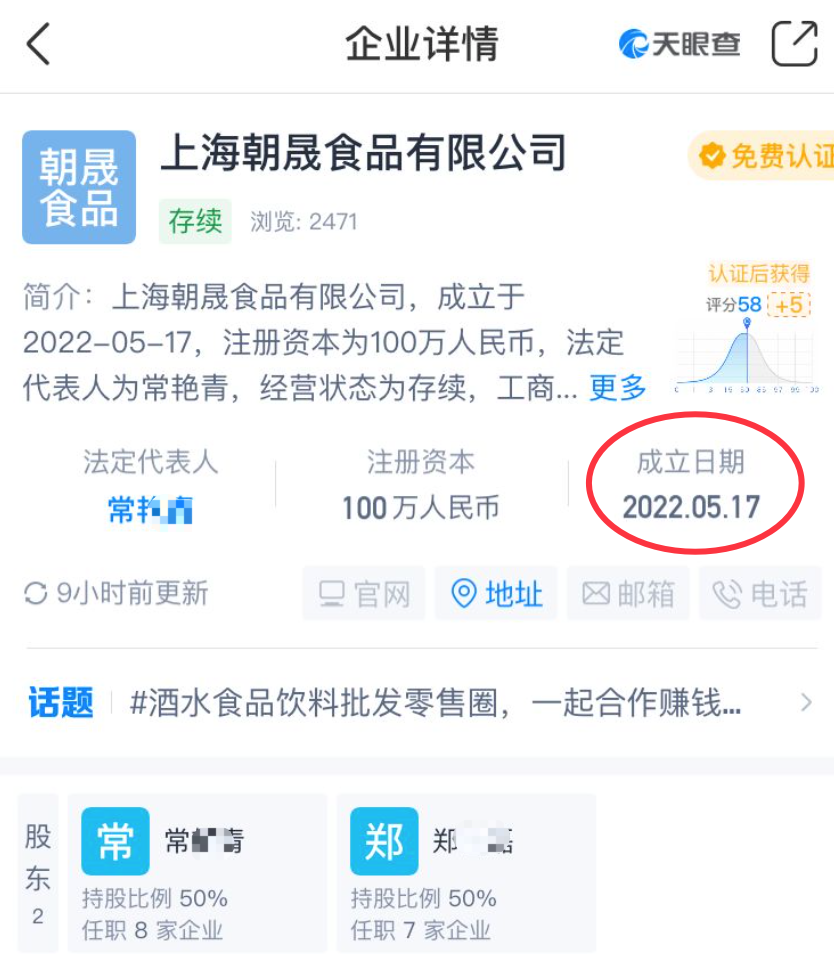 企业详情
天眼查
朝晟
食品
上海朝晟食品有限公司
免费认证
存续
浏览: 2471
认证后获得
评分58 +5
简介：上海朝晟食品有限公司，成立于
2022-05-17，注册资本为100万人民币，法定
代表人为常艳青，经营状态为存续，工商... 更多
法定代表人
注册资本
成立日期
常
100万人民币
2022.05.17
9小时前更新
官网
地址
邮箱
电话
话题
#酒水食品饮料批发零售圈，一起合作赚钱...
股东
2
常
常 青
持股比例 50%
任职 8 家企业
郑
郑
持股比例 50%
任职 7 家企业